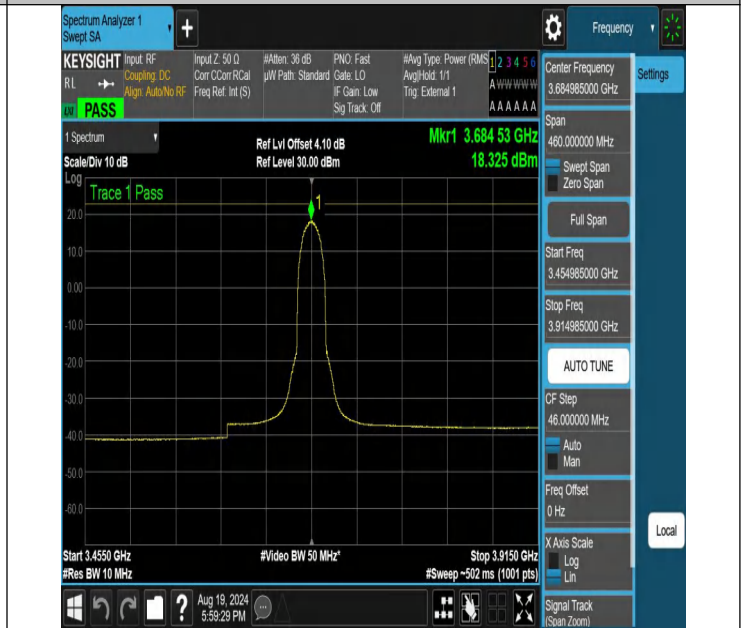 Spectrum Analyzer 1
Swept SA
+
Frequency
KEYSIGHT
RL
PASS
Input: RF
Coupling: DC
Align: Auto/No RF
Input Z: 50 Ω
Corr CCorr RCal
Freq Ref: Int (S)
#Atten: 36 dB
µW Path: Standard
PNO: Fast
Gate: LO
IF Gain: Low
Sig Track: Off
#Avg Type: Power (RMS
Avg|Hold: 1/1
Trig: External 1
1 2 3 4 5 6
A W W W W W
A A A A A A
1 Spectrum
Scale/Div 10 dB
Ref Lvl Offset 4.10 dB
Ref Level 30.00 dBm
Mkr1 3.684 53 GHz
18.325 dBm
Log
Trace 1 Pass
1
20.0
10.0
0.00
-10.0
-20.0
-30.0
-40.0
-50.0
-60.0
Start 3.4550 GHz
#Res BW 10 MHz
#Video BW 50 MHz*
Stop 3.9150 GHz
#Sweep ~502 ms (1001 pts)
?
Aug 19, 2024
5:59:29 PM
Center Frequency
3.684985000 GHz
Settings
Span
460.000000 MHz
Swept Span
Zero Span
Full Span
Start Freq
3.454985000 GHz
Stop Freq
3.914985000 GHz
AUTO TUNE
CF Step
46.000000 MHz
Auto
Man
Freq Offset
0 Hz
Local
X Axis Scale
Log
Lin
Signal Track
(Span Zoom)